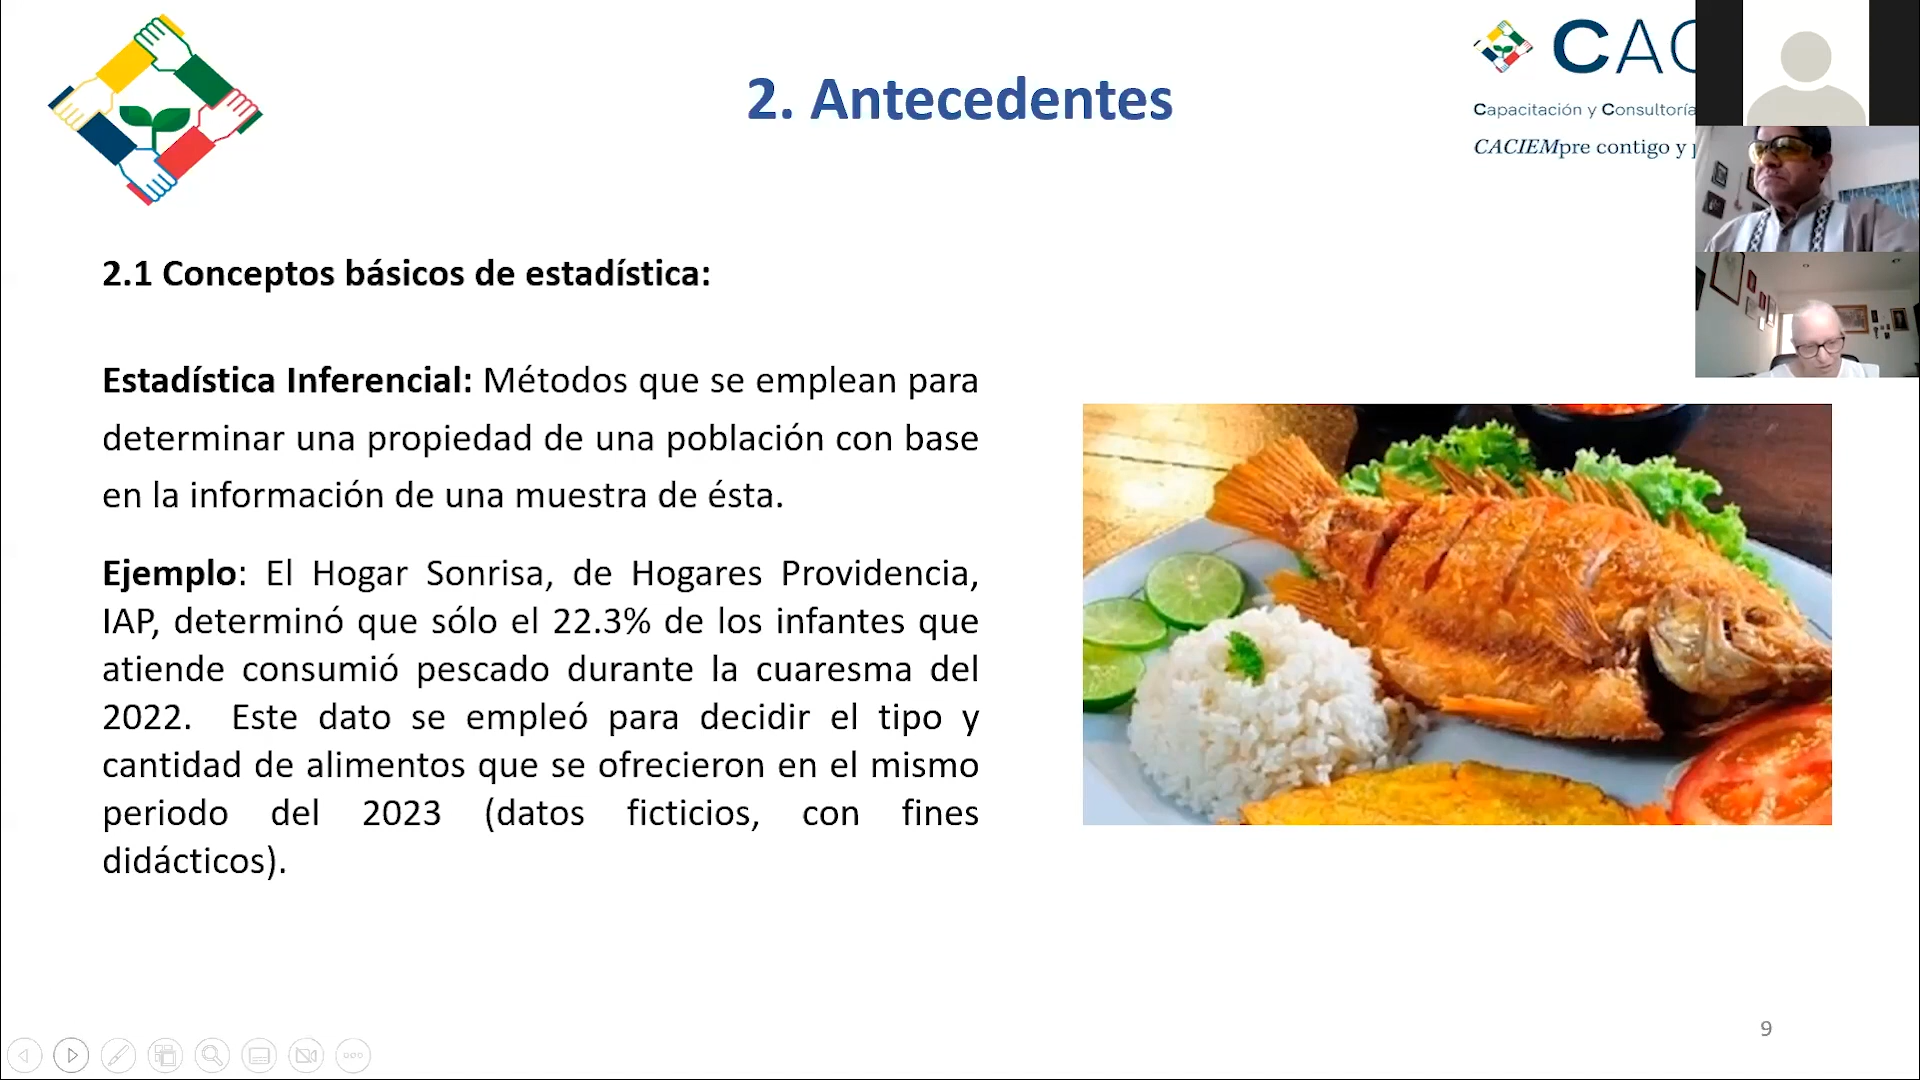 2. Antecedentes
CAC
Capacitación y Consultoría
CACIEMpre contigo y
2.1 Conceptos básicos de estadística:
Estadística Inferencial: Métodos que se emplean para
determinar una propiedad de una población con base
en la información de una muestra de ésta.
Ejemplo: El Hogar Sonrisa, de Hogares Providencia,
IAP, determinó que sólo el 22.3% de los infantes que
atiende consumió pescado durante la cuaresma del
2022. Este dato se empleó para decidir el tipo y
cantidad de alimentos que se ofrecieron en el mismo
periodo del 2023 (datos ficticios, con fines
didácticos).
9